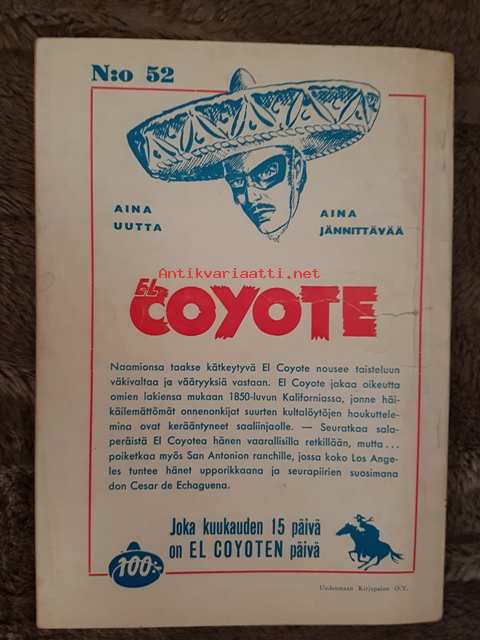 N:o 52
AINA
UUTTA
AINA
JÄNNITTÄVÄÄ
Antikvariaatti.net
EL
COYOTE
Naamionsa taakse kätkeytyvä El Coyote nousee taisteluun
väkivaltaa ja vääryyksiä vastaan. El Coyote jakaa oikeutta
omien lakiensa mukaan 1850-luvun Kaliforniassa, jonne häi-
käilemättömät onnenonkijat suurten kultalöytöjen houkuttele-
mina ovat kerääntyneet saaliinjaolle. — Seuratkaa sala-
peräistä El Coyotea hänen vaarallisilla retkillään, mutta...
poiketkaa myös San Antonion ranchille, jossa koko Los Ange-
les tuntee hänet upporikkaana ja seurapiirien suosimana
don Cesar de Echaguena.
Joka kuukauden 15 päivä
on EL COYOTEN päivä
100:-
Uudenmaan Kirjapaino O.Y.